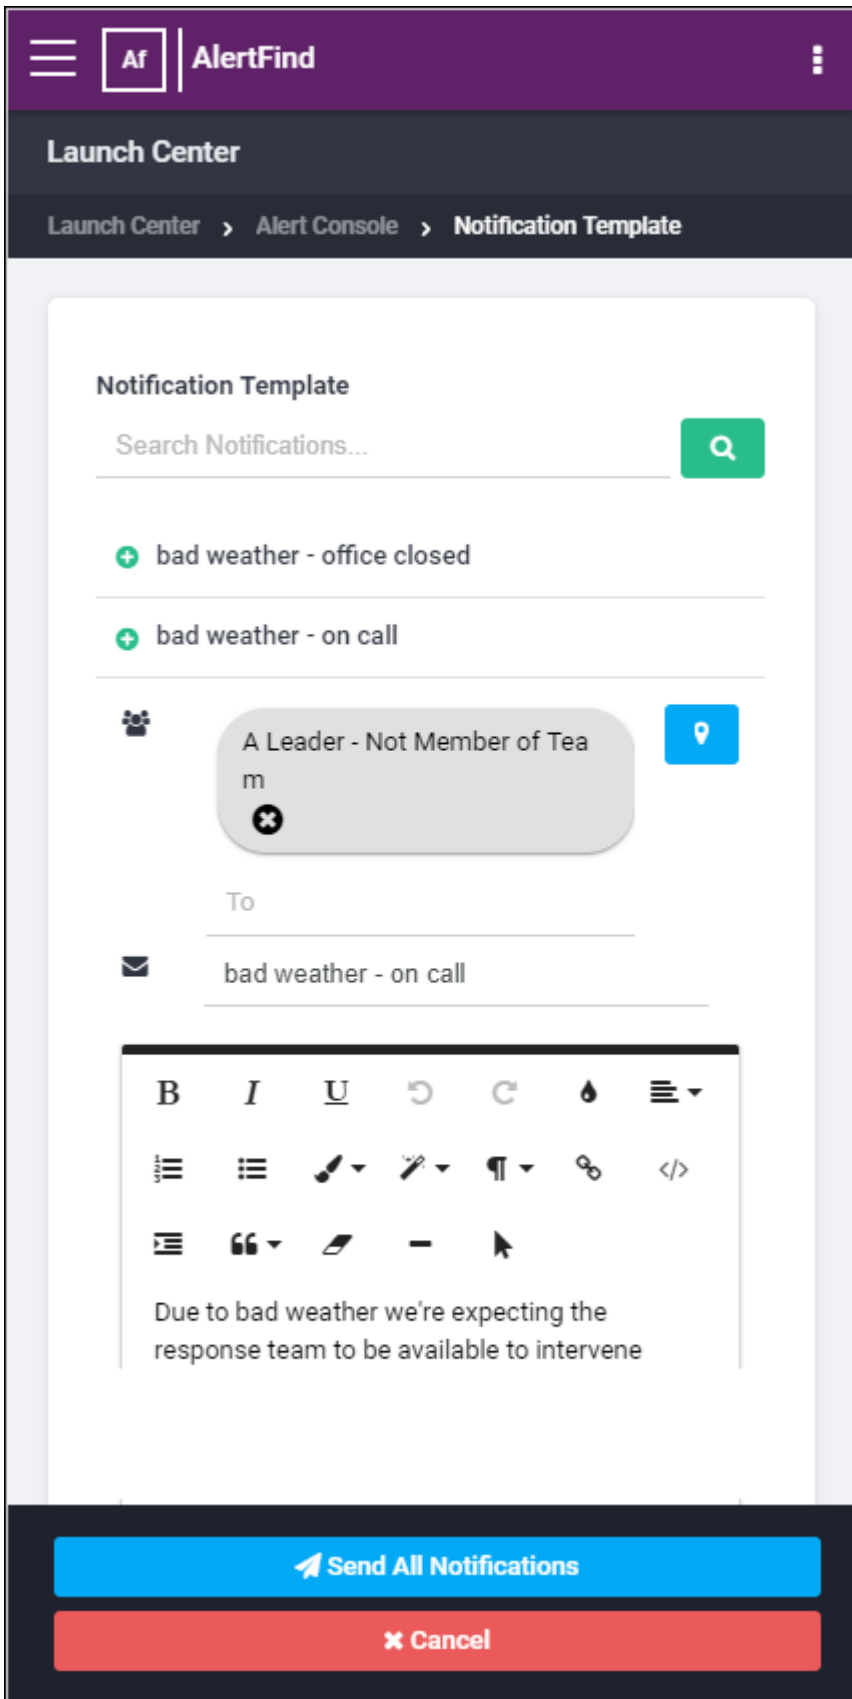 Af AlertFind
Launch Center
Launch Center > Alert Console > Notification Template
Notification Template
Search Notifications...
bad weather - office closed
bad weather - on call
A Leader - Not Member of Tea
m
To
bad weather - on call
B I U
</>
Due to bad weather we're expecting the
response team to be available to intervene
Send All Notifications
Cancel